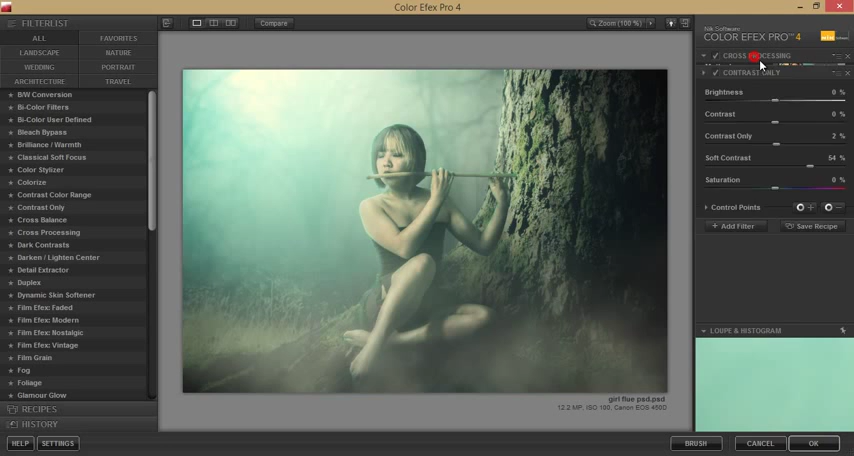 Color Efex Pro 4
FILTERLIST
ALL FAVORITES
LANDSCAPE NATURE
WEDDING PORTRAIT
ARCHITECTURE TRAVEL
B/W Conversion
Bi-Color Filters
Bi-Color User Defined
Bleach Bypass
Brilliance / Warmth
Classical Soft Focus
Color Stylizer
Colorize
Contrast Color Range
Contrast Only
Cross Balance
Cross Processing
Dark Contrasts
Darken / Lighten Center
Detail Extractor
Duplex
Dynamic Skin Softener
Film Efex: Faded
Film Efex: Modern
Film Efex: Nostalgic
Film Efex: Vintage
Film Grain
Fog
Foliage
Glamour Glow
RECIPES
HISTORY
HELP SETTINGS
Compare
Zoom (100 %)
girl flue psd.psd
12.2 MP, ISO 100, Canon EOS 450D
Nik Software
COLOR EFEX PRO™ 4
CROSS PROCESSING
CONTRAST ONLY
Brightness 0 %
Contrast 0 %
Contrast Only 2 %
Soft Contrast 54 %
Saturation 0 %
Control Points
Add Filter Save Recipe
LOUPE & HISTOGRAM
BRUSH CANCEL OK